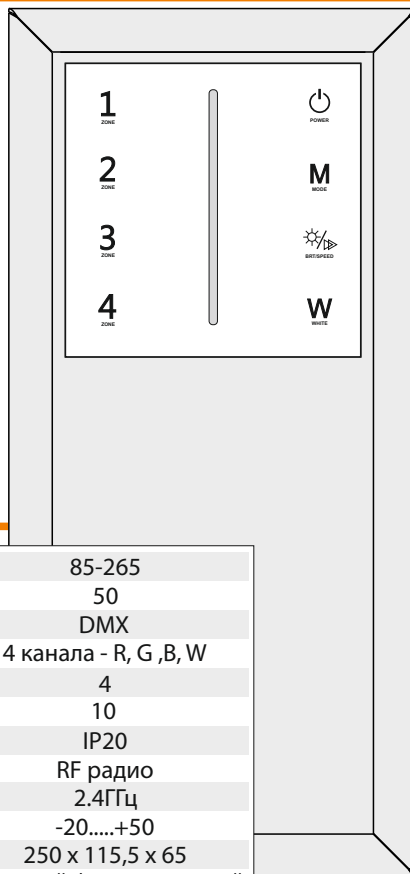 1
ZONE
POWER
2
ZONE
M
MODE
3
ZONE
BRT/SPEED
4
ZONE
W
WHITE
85-265
50
DMX
4 канала - R, G ,B, W
4
10
IP20
RF радио
2.4ГГц
-20.....+50
250 x 115,5 x 65